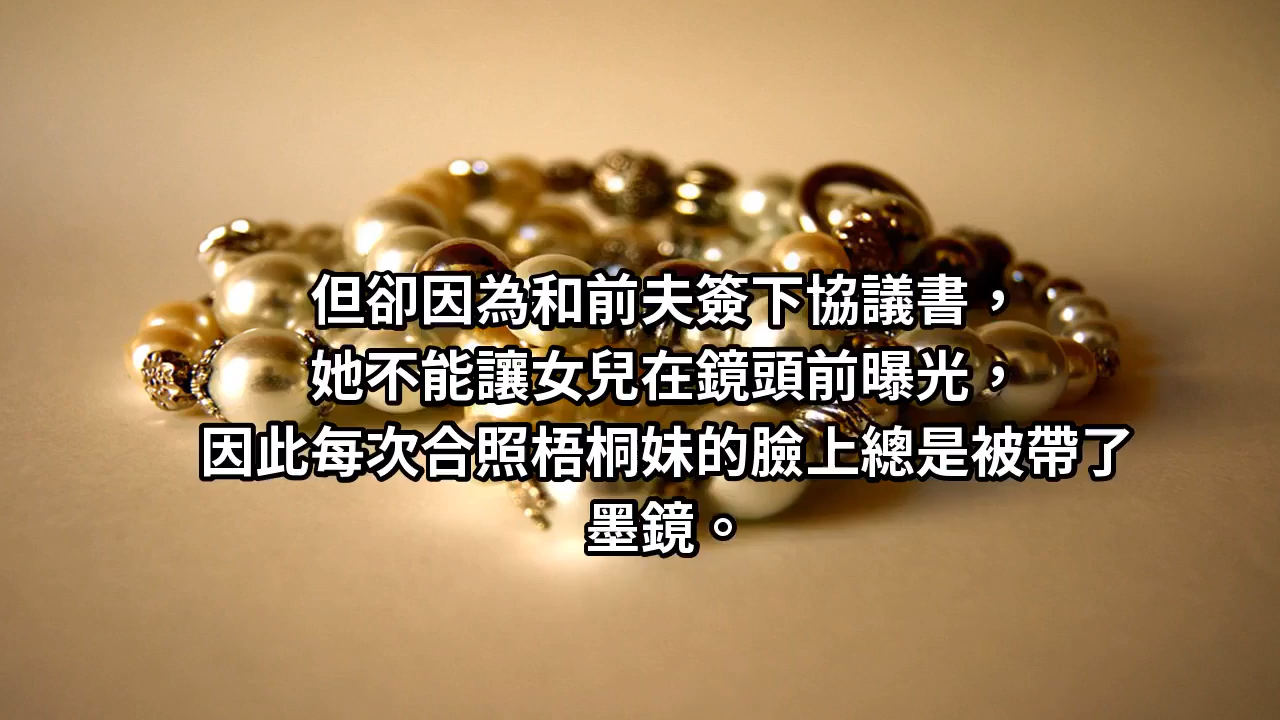 但卻因為和前夫簽下協議書，
她不能讓女兒在鏡頭前曝光，
因此每次合照梧桐妹的臉上總是被帶了
墨鏡。